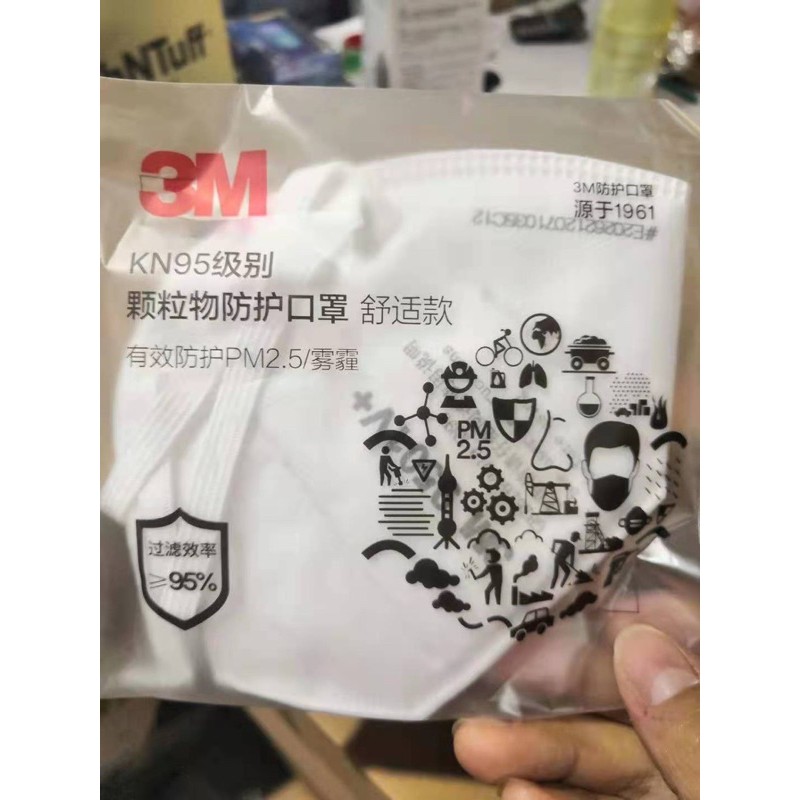 3M
3M防护口罩
源于1961
KN95级别
颗粒物防护口罩 舒适款
有效防护PM2.5/雾霾
PM
2.5
过滤效率
≥95%